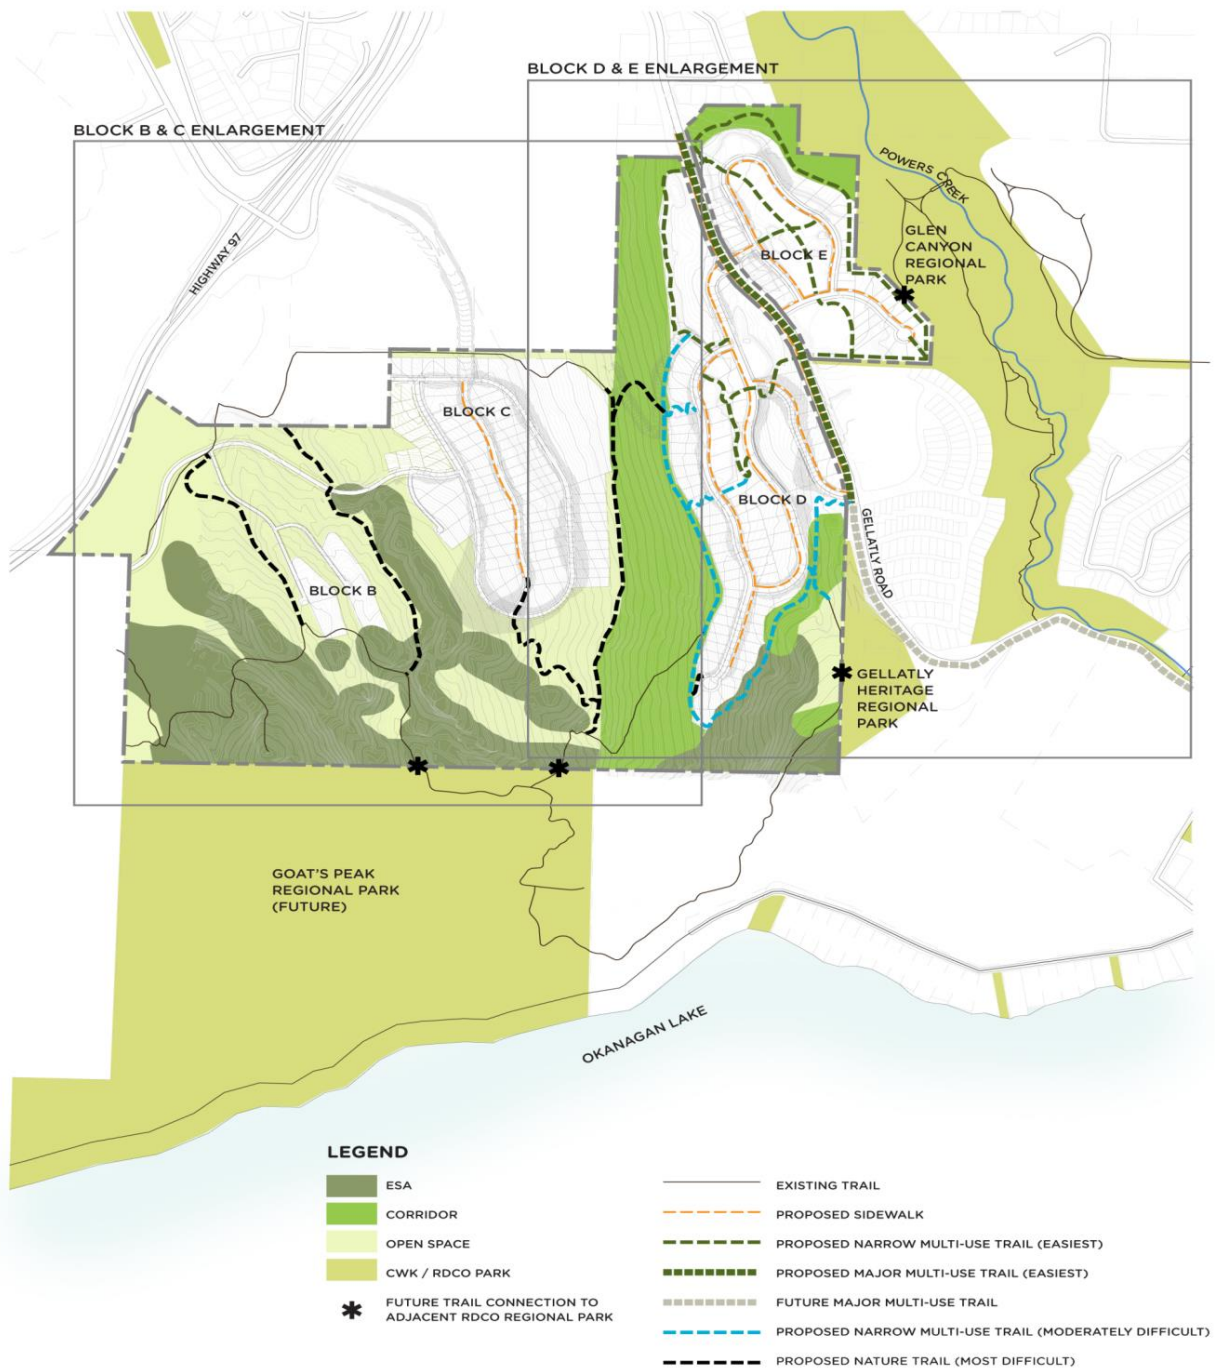 BLOCK D & E ENLARGEMENT
BLOCK B & C ENLARGEMENT
POWERS CREEK
HIGHWAY 97
GLEN
CANYON
REGIONAL
PARK
BLOCK E
BLOCK C
BLOCK D
GELLATLY ROAD
BLOCK B
GELLATLY
HERITAGE
REGIONAL
PARK
GOAT'S PEAK
REGIONAL PARK
(FUTURE)
OKANAGAN LAKE
LEGEND
ESA
CORRIDOR
OPEN SPACE
CWK / RDCO PARK
FUTURE TRAIL CONNECTION TO
ADJACENT RDCO REGIONAL PARK
EXISTING TRAIL
PROPOSED SIDEWALK
PROPOSED NARROW MULTI-USE TRAIL (EASIEST)
PROPOSED MAJOR MULTI-USE TRAIL (EASIEST)
FUTURE MAJOR MULTI-USE TRAIL
PROPOSED NARROW MULTI-USE TRAIL (MODERATELY DIFFICULT)
PROPOSED NATURE TRAIL (MOST DIFFICULT)